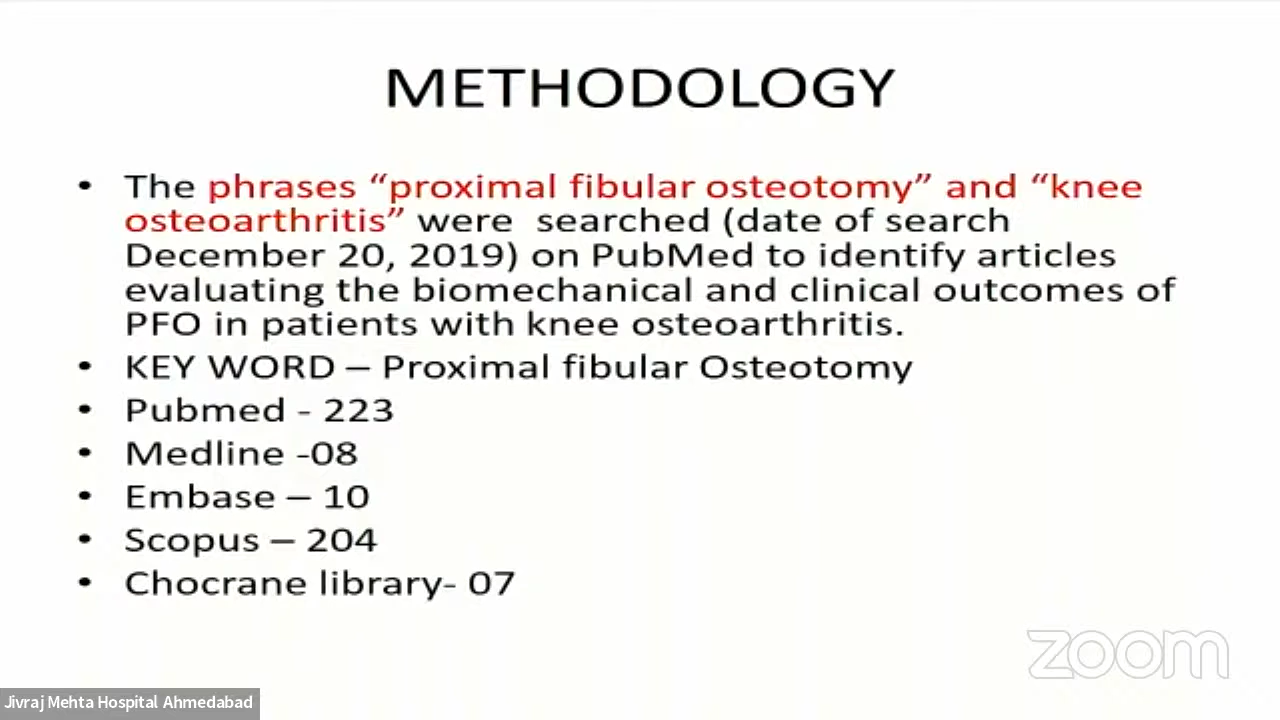 METHODOLOGY
• The phrases “proximal fibular osteotomy” and “knee
osteoarthritis” were searched (date of search
December 20, 2019) on PubMed to identify articles
evaluating the biomechanical and clinical outcomes of
PFO in patients with knee osteoarthritis.
• KEY WORD – Proximal fibular Osteotomy
• Pubmed - 223
• Medline -08
• Embase – 10
• Scopus – 204
• Chocrane library- 07
zoom
Jivraj Mehta Hospital Ahmedabad